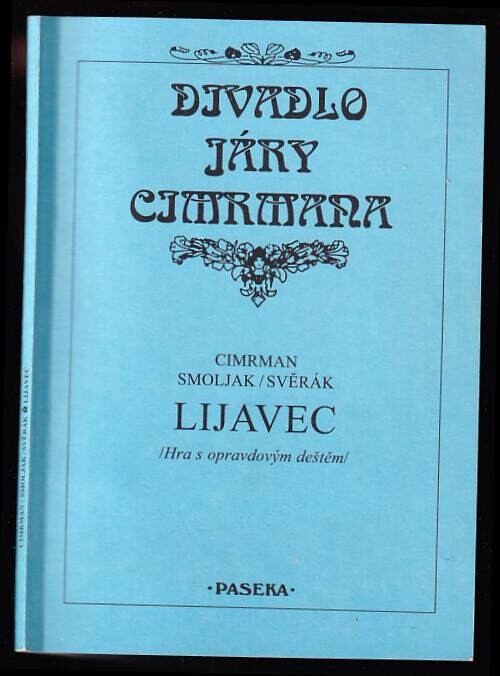 DIVADLO
JÁRY
CIMRMANA
CIMRMAN
SMOLJAK/SVĚRÁK
LIJAVEC
/Hra s opravdovým deštěm/
·PASEKA·
CIMRMAN/SMOLJAK/SVĚRÁK LIJAVEC